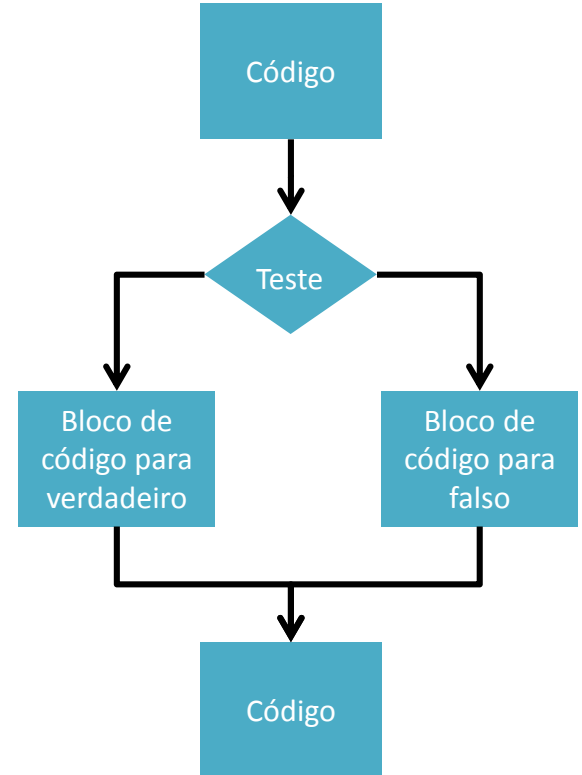 Código
Teste
Bloco de
código para
verdadeiro
Bloco de
código para
falso
Código